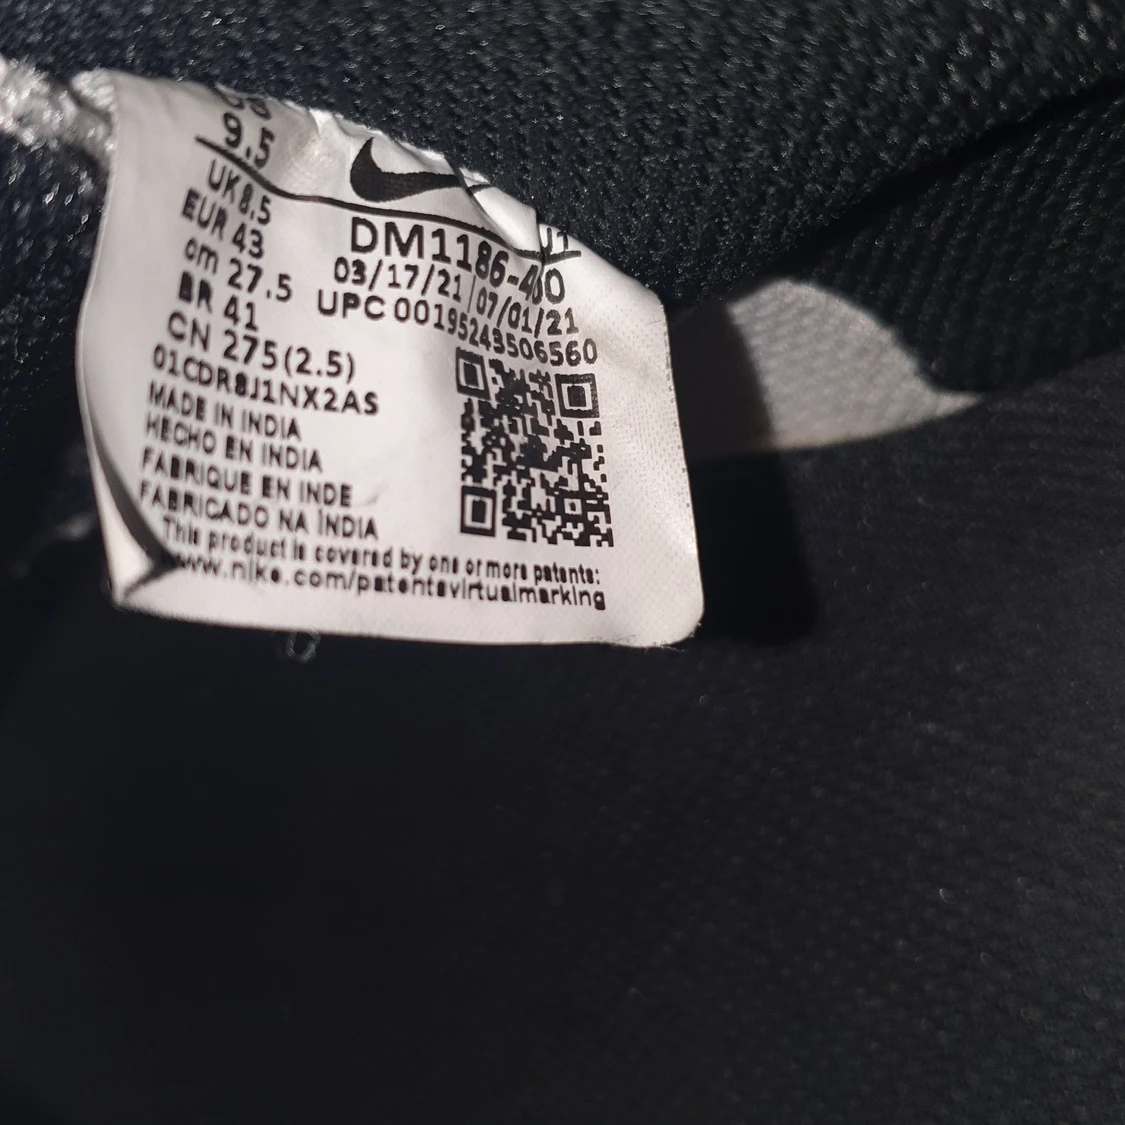 9.5
UK8.5
EUR 43
cm 27.5
BR 41
CN 275(2.5)
01CDR8J1NX2AS
MADE IN INDIA
HECHO EN INDIA
FABRIQUE EN INDE
FABRICADO NA ÍNDIA
DM1186-400
03/17/21 07/01/21
UPC 00195243506560
This product is covered by one or more patents:
www.nike.com/patentsvirtualmarking